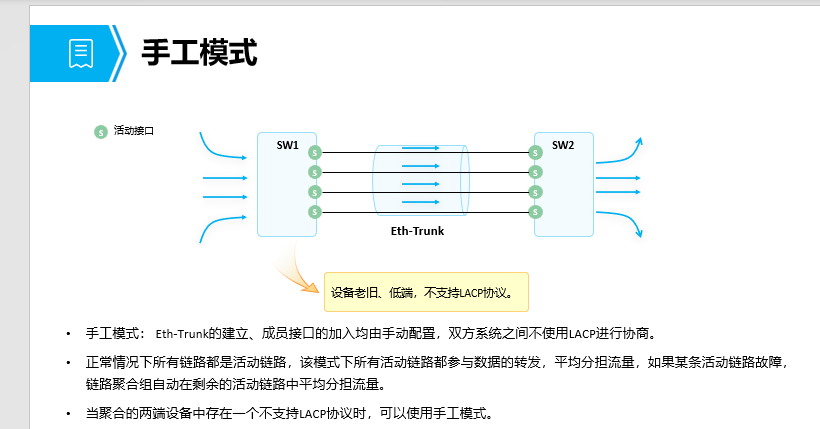 手工模式
S 活动接口
SW1
SW2
S
S
S
S
S
S
S
S
Eth-Trunk
设备老旧、低端，不支持LACP协议。
• 手工模式： Eth-Trunk的建立、成员接口的加入均由手动配置，双方系统之间不使用LACP进行协商。
• 正常情况下所有链路都是活动链路，该模式下所有活动链路都参与数据的转发，平均分担流量，如果某条活动链路故障，
链路聚合组自动在剩余的活动链路中平均分担流量。
• 当聚合的两端设备中存在一个不支持LACP协议时，可以使用手工模式。